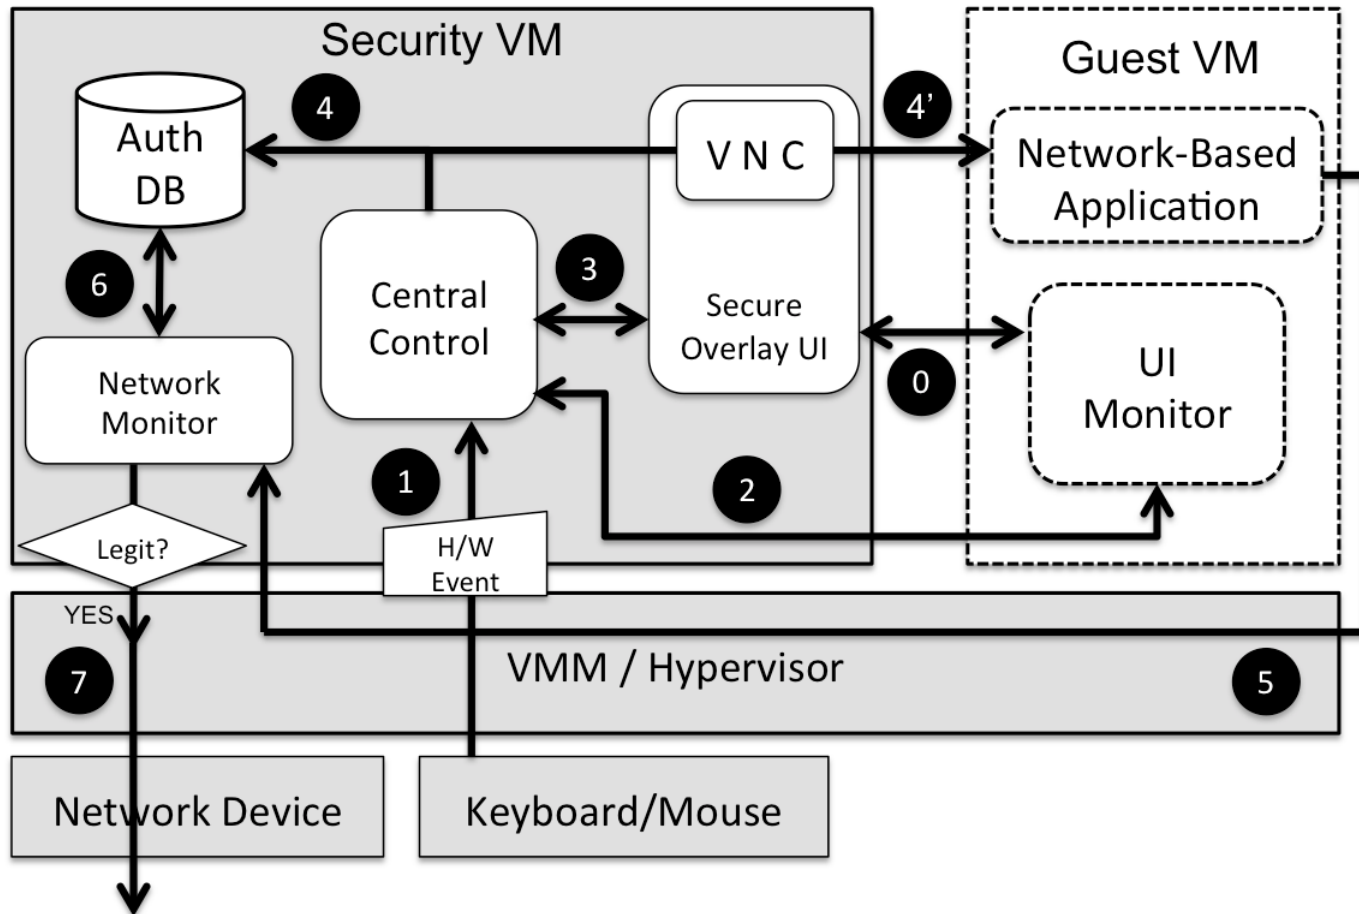 Security VM
Guest VM
4
4’
Auth
DB
V N C
Network-Based
Application
6
3
Central
Control
Secure
Overlay UI
0
UI
Monitor
Network
Monitor
1
2
Legit?
H/W
Event
YES
7
VMM / Hypervisor
5
Network Device
Keyboard/Mouse